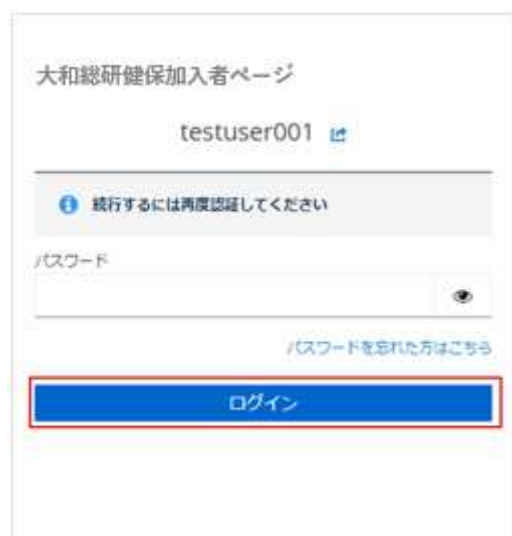 大和総研健保加入者ページ
testuser001
続行するには再度認証してください
パスワード
パスワードを忘れた方はこちら
ログイン